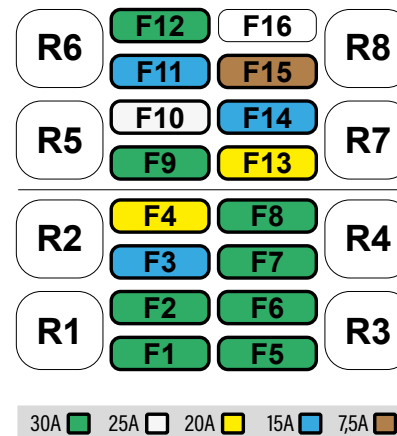 F12 F16
R6 R8
F11 F15
F10 F14
R5 R7
F9 F13
F4 F8
R2 R4
F3 F7
F2 F6
R1 R3
F1 F5
30A 25A 20A 15A 7,5A